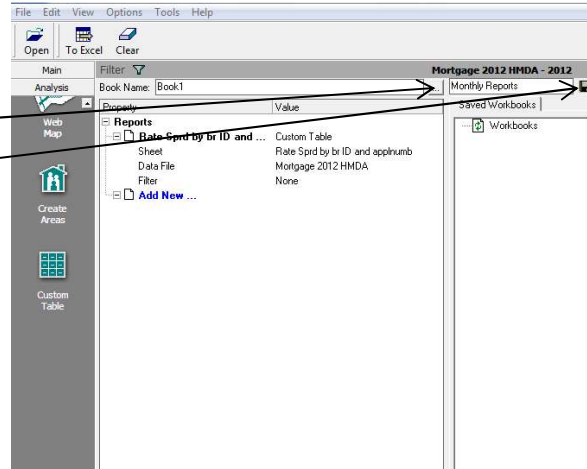 File Edit View Options Tools Help
Open To Excel Clear
Main Filter Mortgage 2012 HMDA - 2012
Analysis Book Name: Book1 ... Monthly Reports
Property Value Saved Workbooks
Web Map
Reports Workbooks
Rate Sprd by br ID and ... Custom Table
Sheet Rate Sprd by br ID and applnumb
Data File Mortgage 2012 HMDA
Filter None
Add New ...
Create Areas
Custom Table